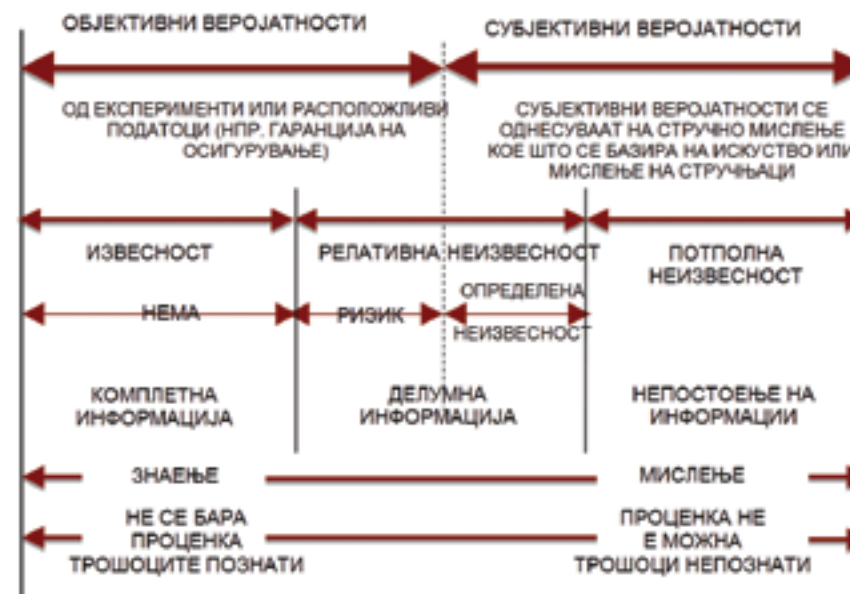 ОБЈЕКТИВНИ ВЕРОЈАТНОСТИ
СУБЈЕКТИВНИ ВЕРОЈАТНОСТИ
ОД ЕКСПЕРИМЕНТИ ИЛИ РАСПОЛОЖЛИВИ
ПОДАТОЦИ (НПР. ГАРАНЦИЈА НА
ОСИГУРУВАЊЕ)
СУБЈЕКТИВНИ ВЕРОЈАТНОСТИ СЕ
ОДНЕСУВААТ НА СТРУЧНО МИСЛЕЊЕ
КОЕ ШТО СЕ БАЗИРА НА ИСКУСТВО ИЛИ
МИСЛЕЊЕ НА СТРУЧЊАЦИ
ИЗВЕСНОСТ
РЕЛАТИВНА НЕИЗВЕСНОСТ
ПОТПОЛНА
НЕИЗВЕСНОСТ
НЕМА
РИЗИК
ОПРЕДЕЛЕНА
НЕИЗВЕСНОСТ
КОМПЛЕТНА
ИНФОРМАЦИЈА
ДЕЛУМНА
ИНФОРМАЦИЈА
НЕПОСТОЕЊЕ НА
ИНФОРМАЦИИ
ЗНАЕЊЕ
МИСЛЕЊЕ
НЕ СЕ БАРА
ПРОЦЕНКА
ТРОШОЦИТЕ ПОЗНАТИ
ПРОЦЕНКА НЕ
Е МОЖНА
ТРОШОЦИ НЕПОЗНАТИ